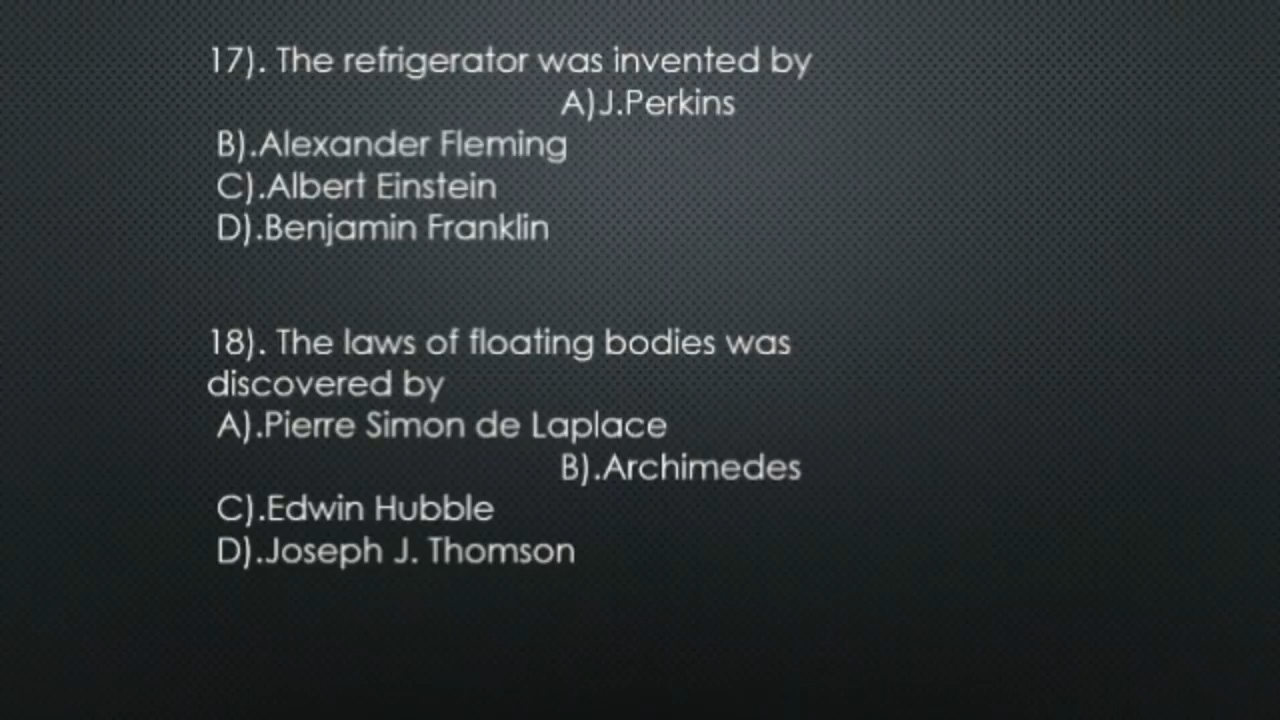 17). The refrigerator was invented by
A)J.Perkins
B).Alexander Fleming
C).Albert Einstein
D).Benjamin Franklin
18). The laws of floating bodies was
discovered by
A).Pierre Simon de Laplace
B).Archimedes
C).Edwin Hubble
D).Joseph J. Thomson